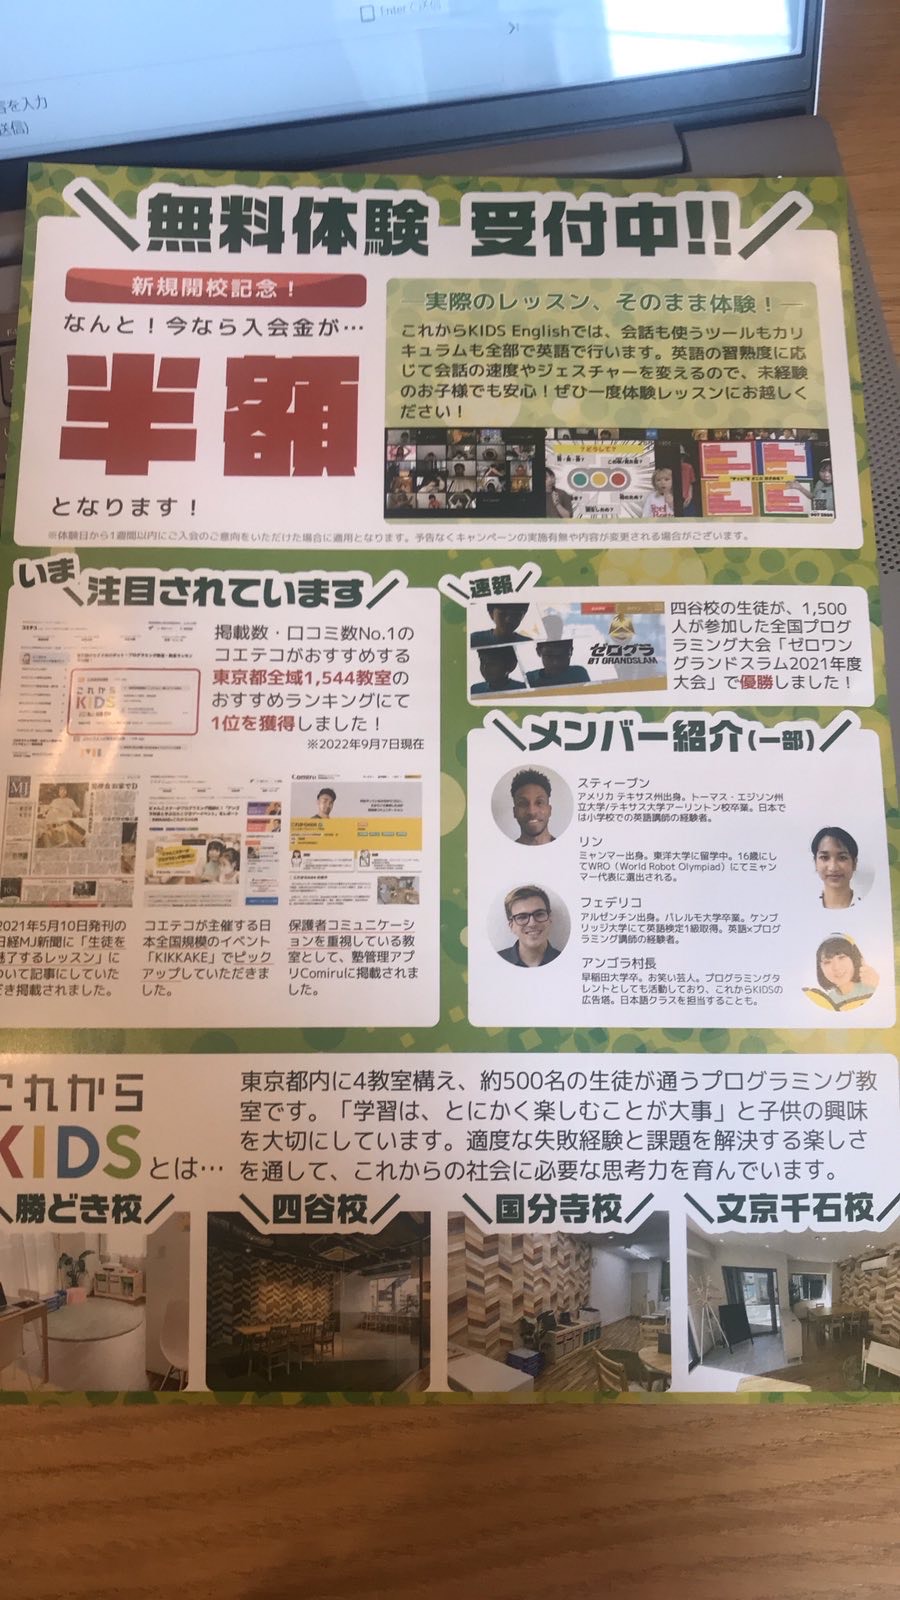 Enterで送信
を入力
送信)
無料体験 受付中!!
新規開校記念！
なんと！今なら入会金が…
半額
となります！
実際のレッスン、そのまま体験！
これからKIDS Englishでは、会話も使うツールもカリ
キュラムも全部で英語で行います。英語の習熟度に応
じて会話の速度やジェスチャーを変えるので、未経験
のお子様でも安心！ぜひ一度体験レッスンにお越しく
ださい！
どうして？
※体験日から1週間以内にご入会のご意向をいただけた場合に適用となります。予告なくキャンペーンの実施有無や内容が変更される場合がございます。
いま
注目されています
掲載数・口コミ数No.1の
コエテコがおすすめする
東京都全域1,544教室の
おすすめランキングにて
1位を獲得しました！
※2022年9月7日現在
これから
KIDS
MJ
Comiru
2021年5月10日発刊の
日経MJ新聞に「生徒を
魅了するレッスン」に
ついて記事にしていた
だき掲載されました。
コエテコが主催する日
本全国規模のイベント
「KIKKAKE」でピック
アップしていただきま
した。
保護者コミュニケーシ
ョンを重視している教
室として、塾管理アプ
リComiruに掲載されま
した。
速報
ゼロワングラ
01 GRANDSLAM
四谷校の生徒が、1,500
人が参加した全国プログ
ラミング大会「ゼロワン
グランドスラム2021年度
大会」で優勝しました！
メンバー紹介(一部)
スティーブン
アメリカ テキサス州出身。トーマス・エジソン州
立大学/テキサス大学アーリントン校卒業。日本で
は小学校での英語講師の経験者。
リン
ミャンマー出身。東洋大学に留学中。16歳にし
てWRO（World Robot Olympiad）にてミャン
マー代表に選出される。
フェデリコ
アルゼンチン出身。パレルモ大学卒業。ケンブ
リッジ大学にて英語検定1級取得。英語×プログ
ラミング講師の経験者。
アンゴラ村長
早稲田大学卒。お笑い芸人。プログラミングタ
レントとしても活動しており、これからKIDSの
広告塔。日本語クラスを担当することも。
これから
KIDSとは…
東京都内に4教室構え、約500名の生徒が通うプログラミング教
室です。「学習は、とにかく楽しむことが大事」と子供の興味
を大切にしています。適度な失敗経験と課題を解決する楽しさ
を通して、これからの社会に必要な思考力を育んでいます。
勝どき校
四谷校
国分寺校
文京千石校